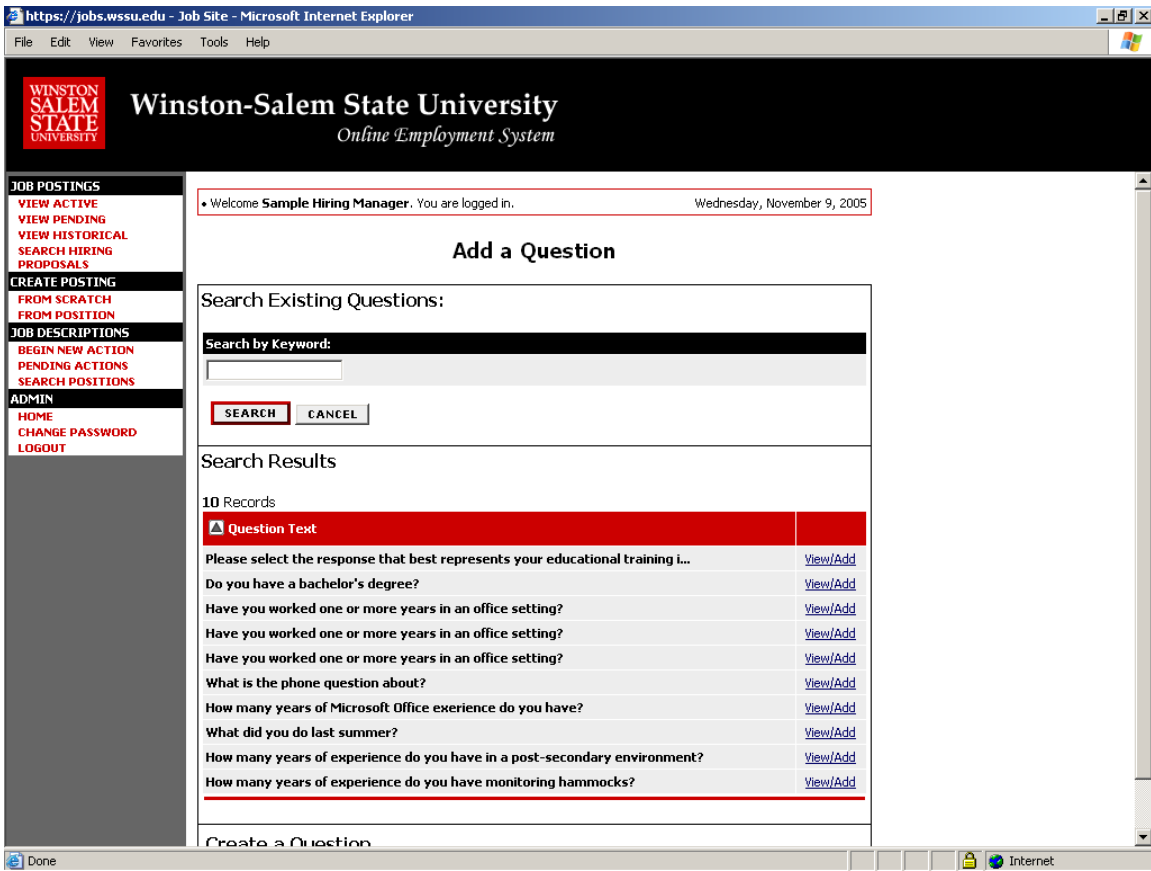 https://jobs.wssu.edu - Job Site - Microsoft Internet Explorer
File Edit View Favorites Tools Help
WINSTON
SALEM
STATE
UNIVERSITY
Winston-Salem State University
Online Employment System
JOB POSTINGS
VIEW ACTIVE
VIEW PENDING
VIEW HISTORICAL
SEARCH HIRING
PROPOSALS
CREATE POSTING
FROM SCRATCH
FROM POSITION
JOB DESCRIPTIONS
BEGIN NEW ACTION
PENDING ACTIONS
SEARCH POSITIONS
ADMIN
HOME
CHANGE PASSWORD
LOGOUT
• Welcome Sample Hiring Manager. You are logged in. Wednesday, November 9, 2005
Add a Question
Search Existing Questions:
Search by Keyword:
SEARCH CANCEL
Search Results
10 Records
Question Text
Please select the response that best represents your educational training i... View/Add
Do you have a bachelor's degree? View/Add
Have you worked one or more years in an office setting? View/Add
Have you worked one or more years in an office setting? View/Add
Have you worked one or more years in an office setting? View/Add
What is the phone question about? View/Add
How many years of Microsoft Office exerience do you have? View/Add
What did you do last summer? View/Add
How many years of experience do you have in a post-secondary environment? View/Add
How many years of experience do you have monitoring hammocks? View/Add
Create a Question
Done Internet